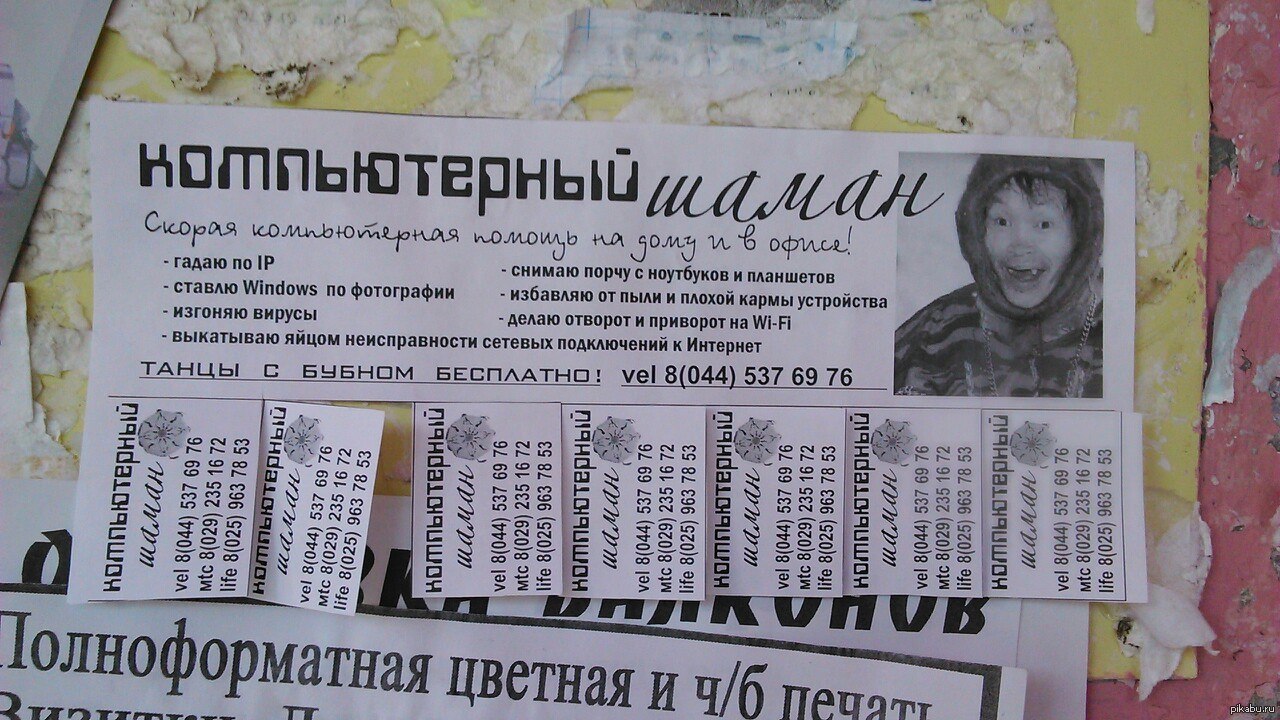 компьютерный шаман
Скорая компьютерная помощь на дому и в офисе!
- гадаю по IP
- ставлю Windows по фотографии
- изгоняю вирусы
- снимаю порчу с ноутбуков и планшетов
- избавляю от пыли и плохой кармы устройства
- делаю отворот и приворот на Wi-Fi
- выкатываю яйцом неисправности сетевых подключений к Интернет
ТАНЦЫ С БУБНОМ БЕСПЛАТНО! vel 8(044) 537 69 76
компьютерный
шаман
vel 8(044) 537 69 76
мтс 8(029) 235 16 72
life 8(025) 963 78 53
компьютерный
шаман
vel 8(044) 537 69 76
мтс 8(029) 235 16 72
life 8(025) 963 78 53
компьютерный
шаман
vel 8(044) 537 69 76
мтс 8(029) 235 16 72
life 8(025) 963 78 53
компьютерный
шаман
vel 8(044) 537 69 76
мтс 8(029) 235 16 72
life 8(025) 963 78 53
компьютерный
шаман
vel 8(044) 537 69 76
мтс 8(029) 235 16 72
life 8(025) 963 78 53
компьютерный
шаман
vel 8(044) 537 69 76
мтс 8(029) 235 16 72
life 8(025) 963 78 53
компьютерный
шаман
vel 8(044) 537 69 76
мтс 8(029) 235 16 72
life 8(025) 963 78 53
балконов
Полноформатная цветная и ч/б печать
Визитки
pikabu.ru